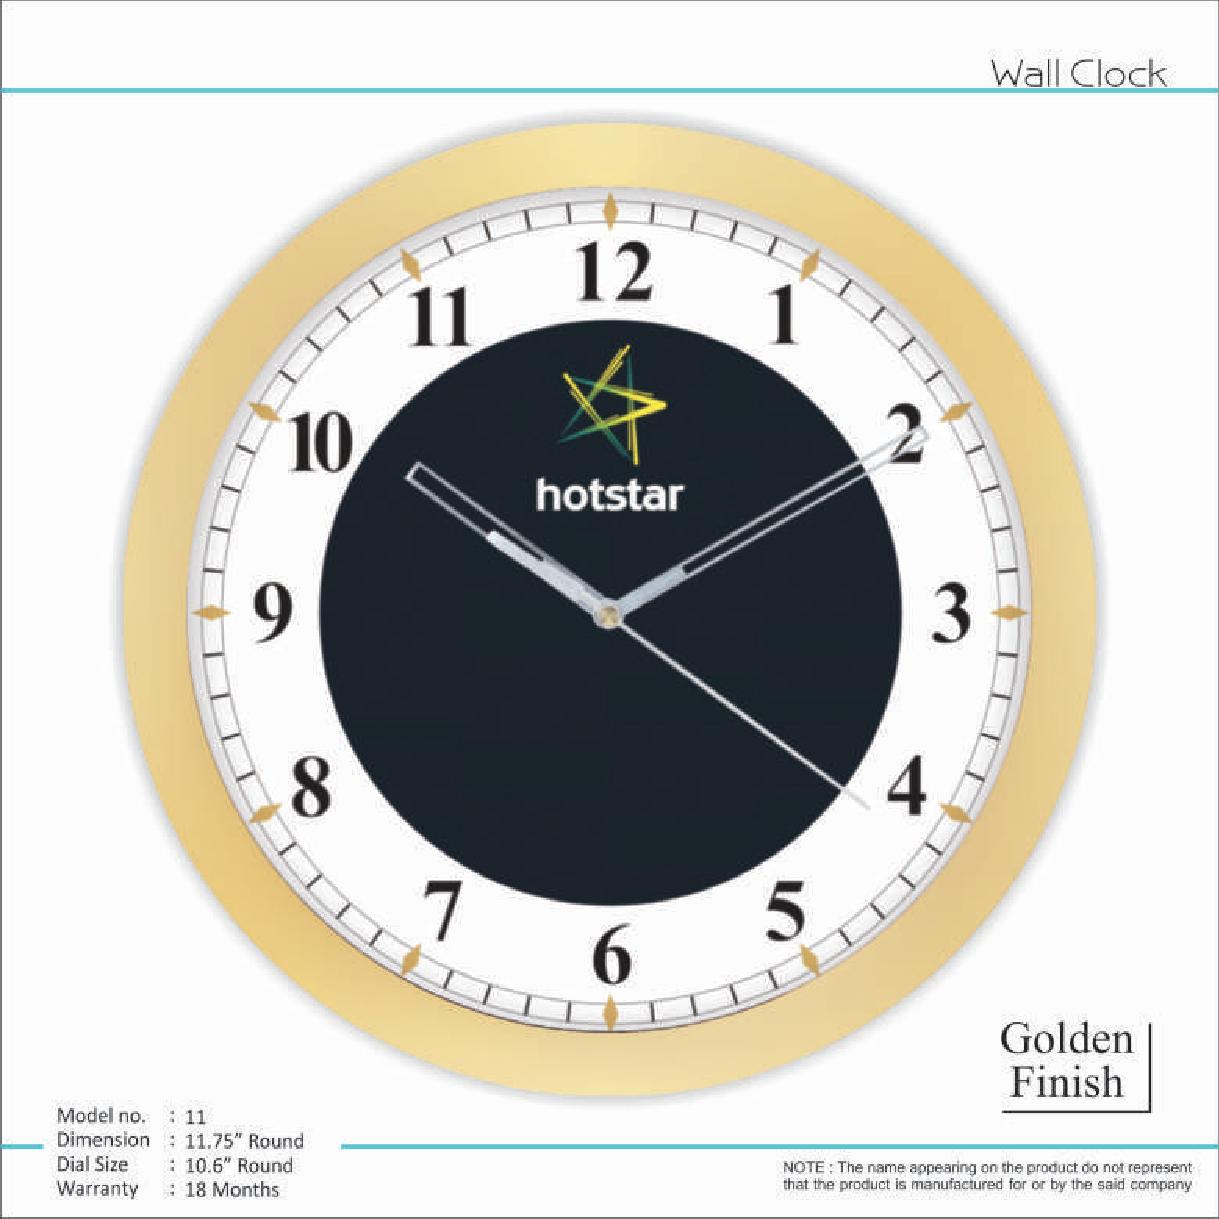 Wall Clock
12
11
1
10
2
hotstar
9
3
8
4
7
5
6
Golden
Finish
Model no. : 11
Dimension : 11.75” Round
Dial Size : 10.6” Round
Warranty : 18 Months
NOTE : The name appearing on the product do not represent
that the product is manufactured for or by the said company